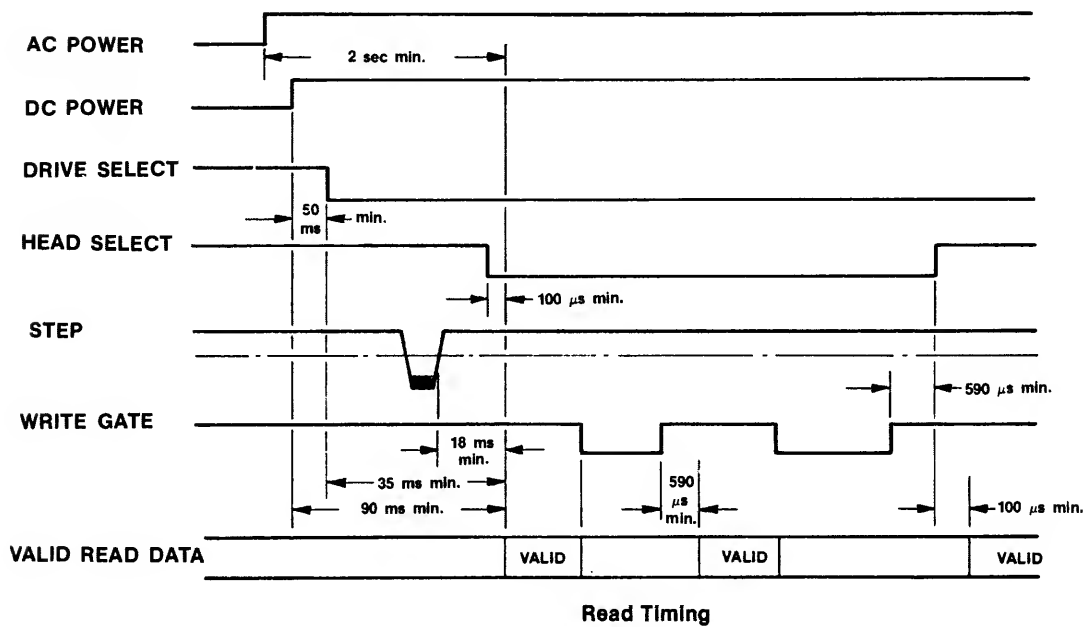 AC POWER
2 sec min.
DC POWER
DRIVE SELECT
50 ms
min.
HEAD SELECT
100 μs min.
STEP
590 μs min.
WRITE GATE
18 ms
min.
590
μs
min.
35 ms min.
90 ms min.
100 μs min.
VALID READ DATA
VALID
VALID
VALID
Read Timing